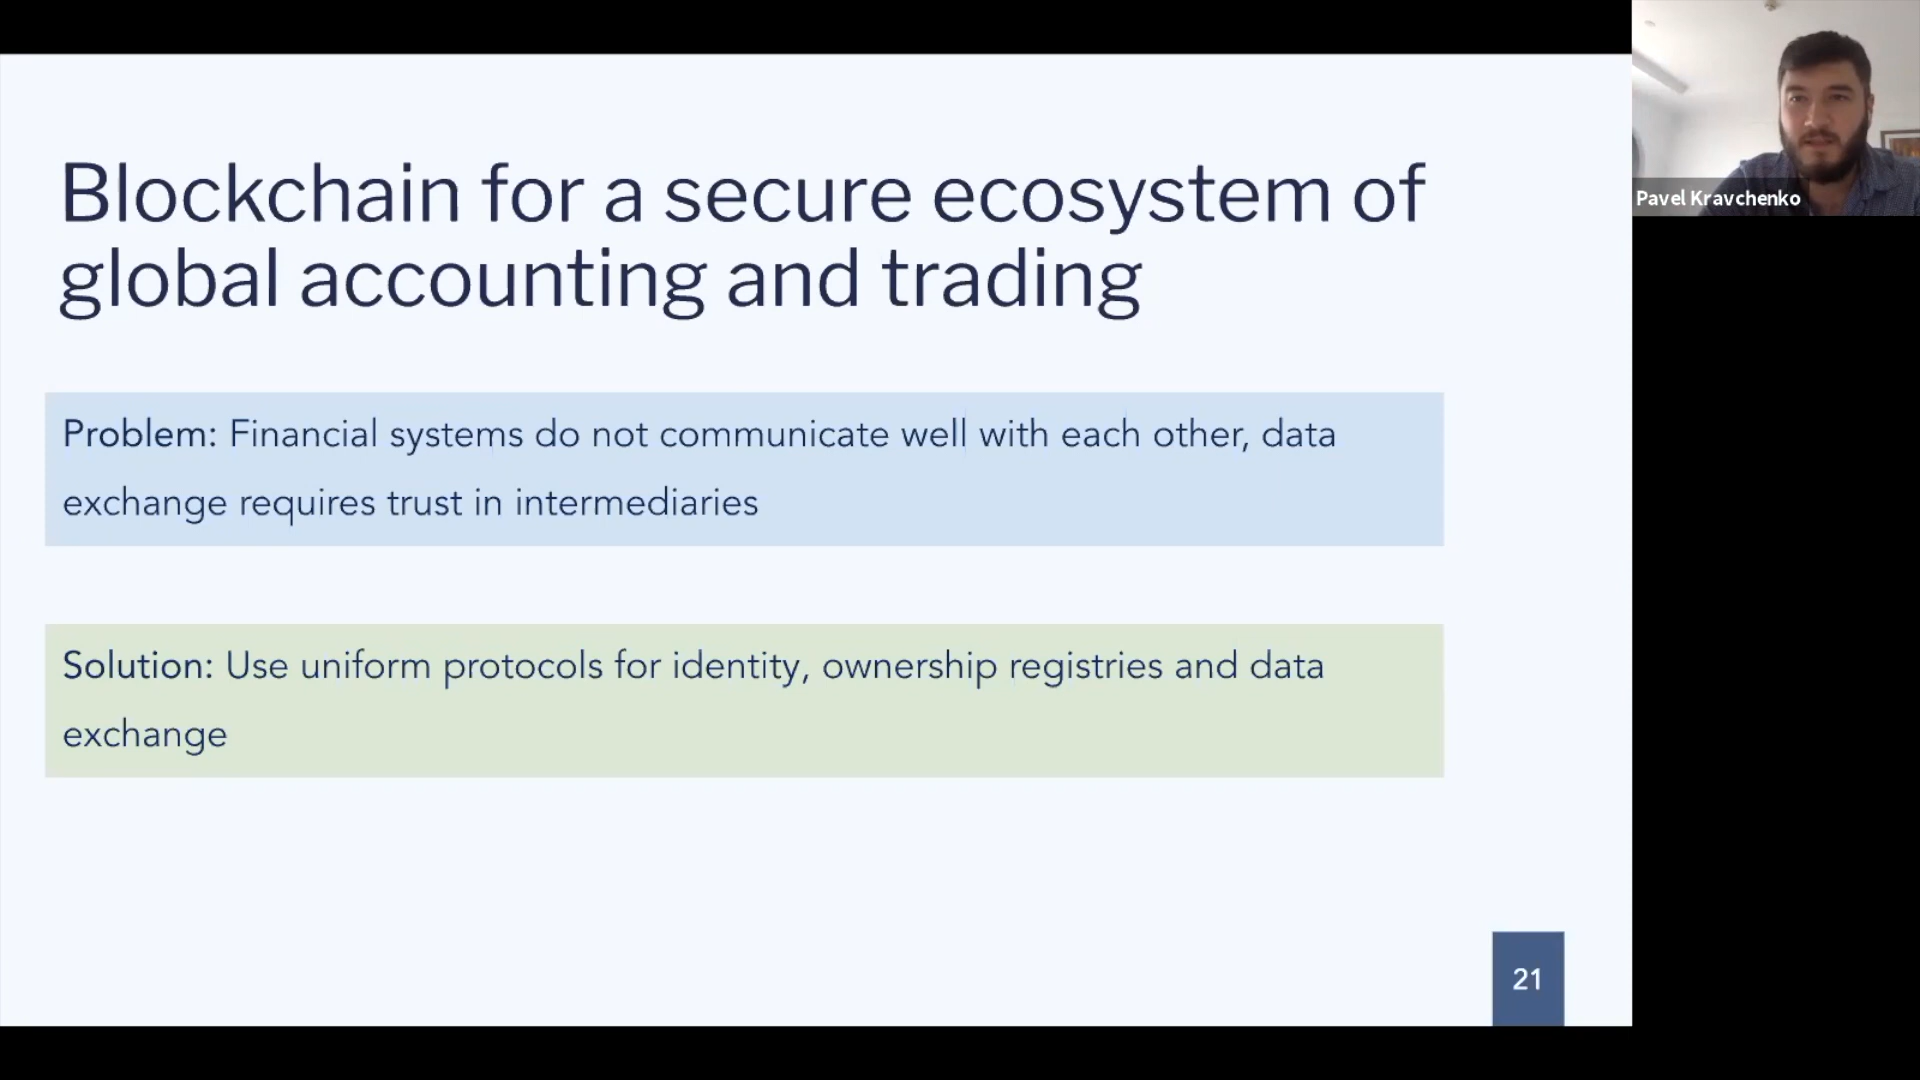 Blockchain for a secure ecosystem of
global accounting and trading
Problem: Financial systems do not communicate well with each other, data
exchange requires trust in intermediaries
Solution: Use uniform protocols for identity, ownership registries and data
exchange
21
Pavel Kravchenko